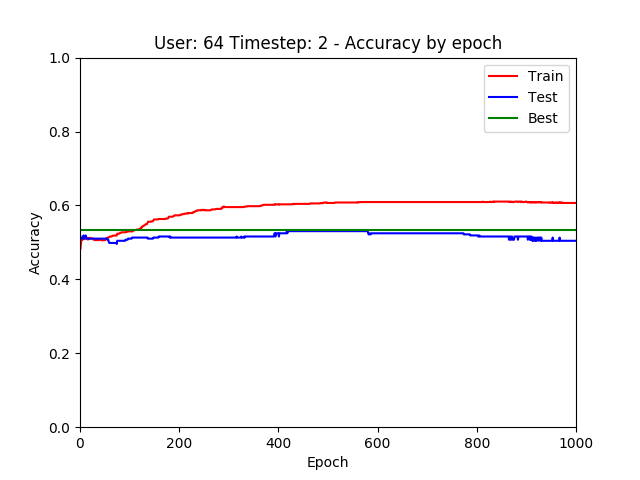 User: 64 Timestep: 2 - Accuracy by epoch
Train
Test
Best
1.0
0.8
0.6
0.4
0.2
0.0
Accuracy
0 200 400 600 800 1000
Epoch